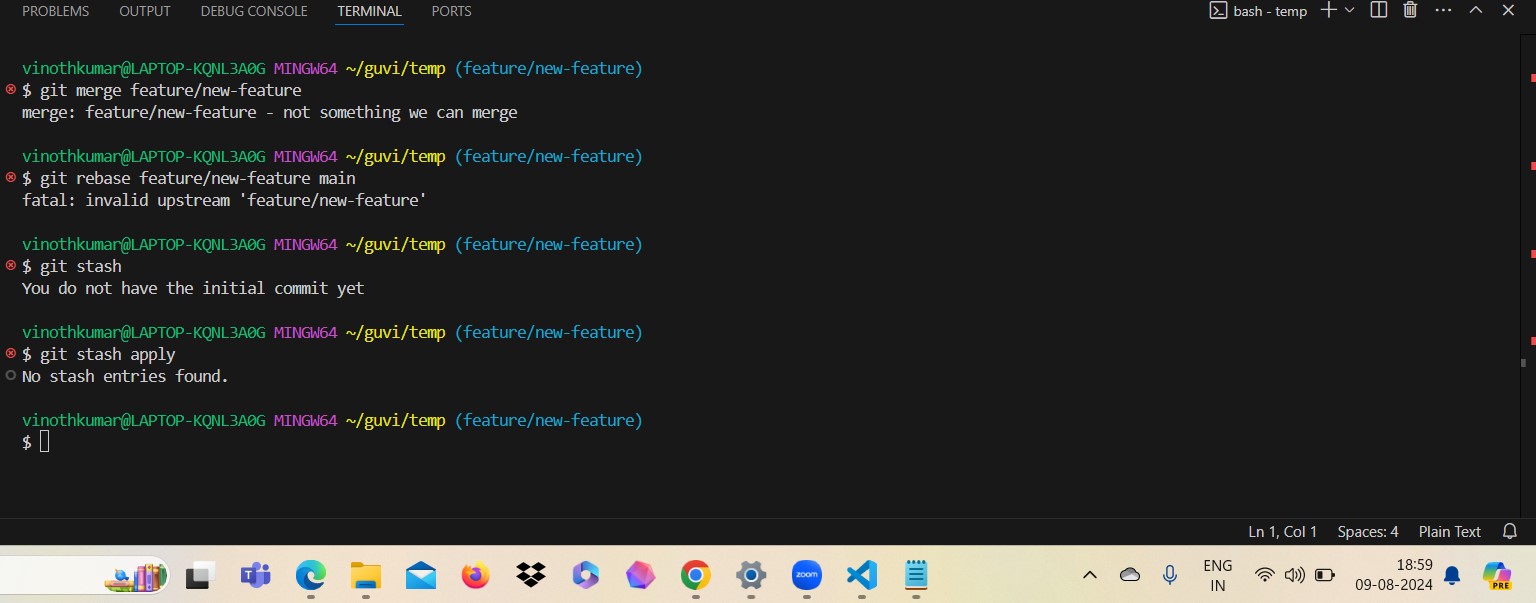 PROBLEMS OUTPUT DEBUG CONSOLE TERMINAL PORTS bash - temp
vinothkumar@LAPTOP-KQNL3A0G MINGW64 ~/guvi/temp (feature/new-feature)
$ git merge feature/new-feature
merge: feature/new-feature - not something we can merge
vinothkumar@LAPTOP-KQNL3A0G MINGW64 ~/guvi/temp (feature/new-feature)
$ git rebase feature/new-feature main
fatal: invalid upstream 'feature/new-feature'
vinothkumar@LAPTOP-KQNL3A0G MINGW64 ~/guvi/temp (feature/new-feature)
$ git stash
You do not have the initial commit yet
vinothkumar@LAPTOP-KQNL3A0G MINGW64 ~/guvi/temp (feature/new-feature)
$ git stash apply
No stash entries found.
vinothkumar@LAPTOP-KQNL3A0G MINGW64 ~/guvi/temp (feature/new-feature)
$
Ln 1, Col 1 Spaces: 4 Plain Text
zoom
ENG
IN
18:59
09-08-2024
PRE